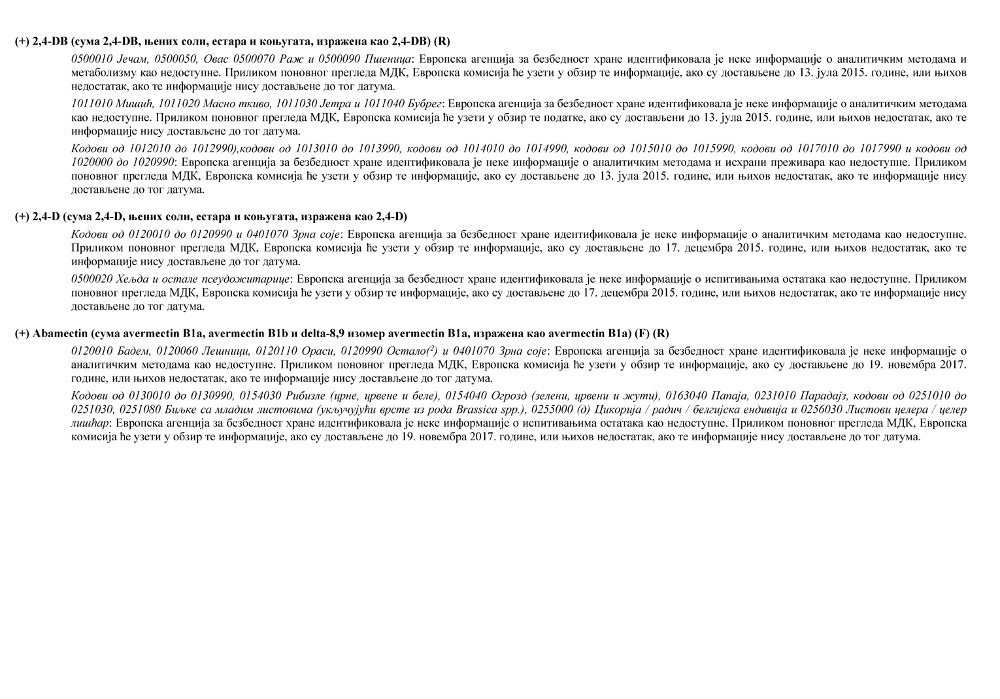 (+) 2,4-DB (сума 2,4-DB, њених соли, естара и коњугата, изражена као 2,4-DB) (R)
0500010 Јечам, 0500050, Овас 0500070 Раж и 0500090 Пшеница: Европска агенција за безбедност хране идентификовала је неке информације о аналитичким методама и
метаболизму као недоступне. Приликом поновног прегледа МДК, Европска комисија ће узети у обзир те информације, ако су достављене до 13. јула 2015. године, или њихов
недостатак, ако те информације нису достављене до тог датума.
1011010 Мишић, 1011020 Масно ткиво, 1011030 Јетра и 1011040 Бубрег: Европска агенција за безбедност хране идентификовала је неке информације о аналитичким методама
као недоступне. Приликом поновног прегледа МДК, Европска комисија ће узети у обзир те податке, ако су достављени до 13. јула 2015. године, или њихов недостатак, ако те
информације нису достављене до тог датума.
Кодови од 1012010 до 1012990),кодови од 1013010 до 1013990, кодови од 1014010 до 1014990, кодови од 1015010 до 1015990, кодови од 1017010 до 1017990 и кодови од
1020000 до 1020990: Европска агенција за безбедност хране идентификовала је неке информације о аналитичким методама и исхрани преживара као недоступне. Приликом
поновног прегледа МДК, Европска комисија ће узети у обзир те информације, ако су достављене до 13. јула 2015. године, или њихов недостатак, ако те информације нису
достављене до тог датума.
(+) 2,4-D (сума 2,4-D, њених соли, естара и коњугата, изражена као 2,4-D)
Кодови од 0120010 до 0120990 и 0401070 Зрна соје: Европска агенција за безбедност хране идентификовала је неке информације о аналитичким методама као недоступне.
Приликом поновног прегледа МДК, Европска комисија ће узети у обзир те информације, ако су достављене до 17. децембра 2015. године, или њихов недостатак, ако те
информације нису достављене до тог датума.
0500020 Хељда и остале псеудожитарице: Европска агенција за безбедност хране идентификовала је неке информације о испитивањима остатака као недоступне. Приликом
поновног прегледа МДК, Европска комисија ће узети у обзир те информације, ако су достављене до 17. децембра 2015. године, или њихов недостатак, ако те информације нису
достављене до тог датума.
(+) Abamectin (сума avermectin B1a, avermectin B1b и delta-8,9 изомер avermectin B1a, изражена као avermectin B1a) (F) (R)
0120010 Бадем, 0120060 Лешници, 0120110 Ораси, 0120990 Остало(²) и 0401070 Зрна соје: Европска агенција за безбедност хране идентификовала је неке информације о
аналитичким методама као недоступне. Приликом поновног прегледа МДК, Европска комисија ће узети у обзир те информације, ако су достављене до 19. новембра 2017.
године, или њихов недостатак, ако те информације нису достављене до тог датума.
Кодови од 0130010 до 0130990, 0154030 Рибизле (црне, црвене и беле), 0154040 Огрозд (зелени, црвени и жути), 0163040 Папаја, 0231010 Парадајз, кодови од 0251010 до
0251030, 0251080 Биљке са младим листовима (укључујући врсте из рода Brassica spp.), 0255000 (д) Цикорија / радич / белгијска ендивија и 0256030 Листови целера / целер
лишћар: Европска агенција за безбедност хране идентификовала је неке информације о испитивањима остатака као недоступне. Приликом поновног прегледа МДК, Европска
комисија ће узети у обзир те информације, ако су достављене до 19. новембра 2017. године, или њихов недостатак, ако те информације нису достављене до тог датума.